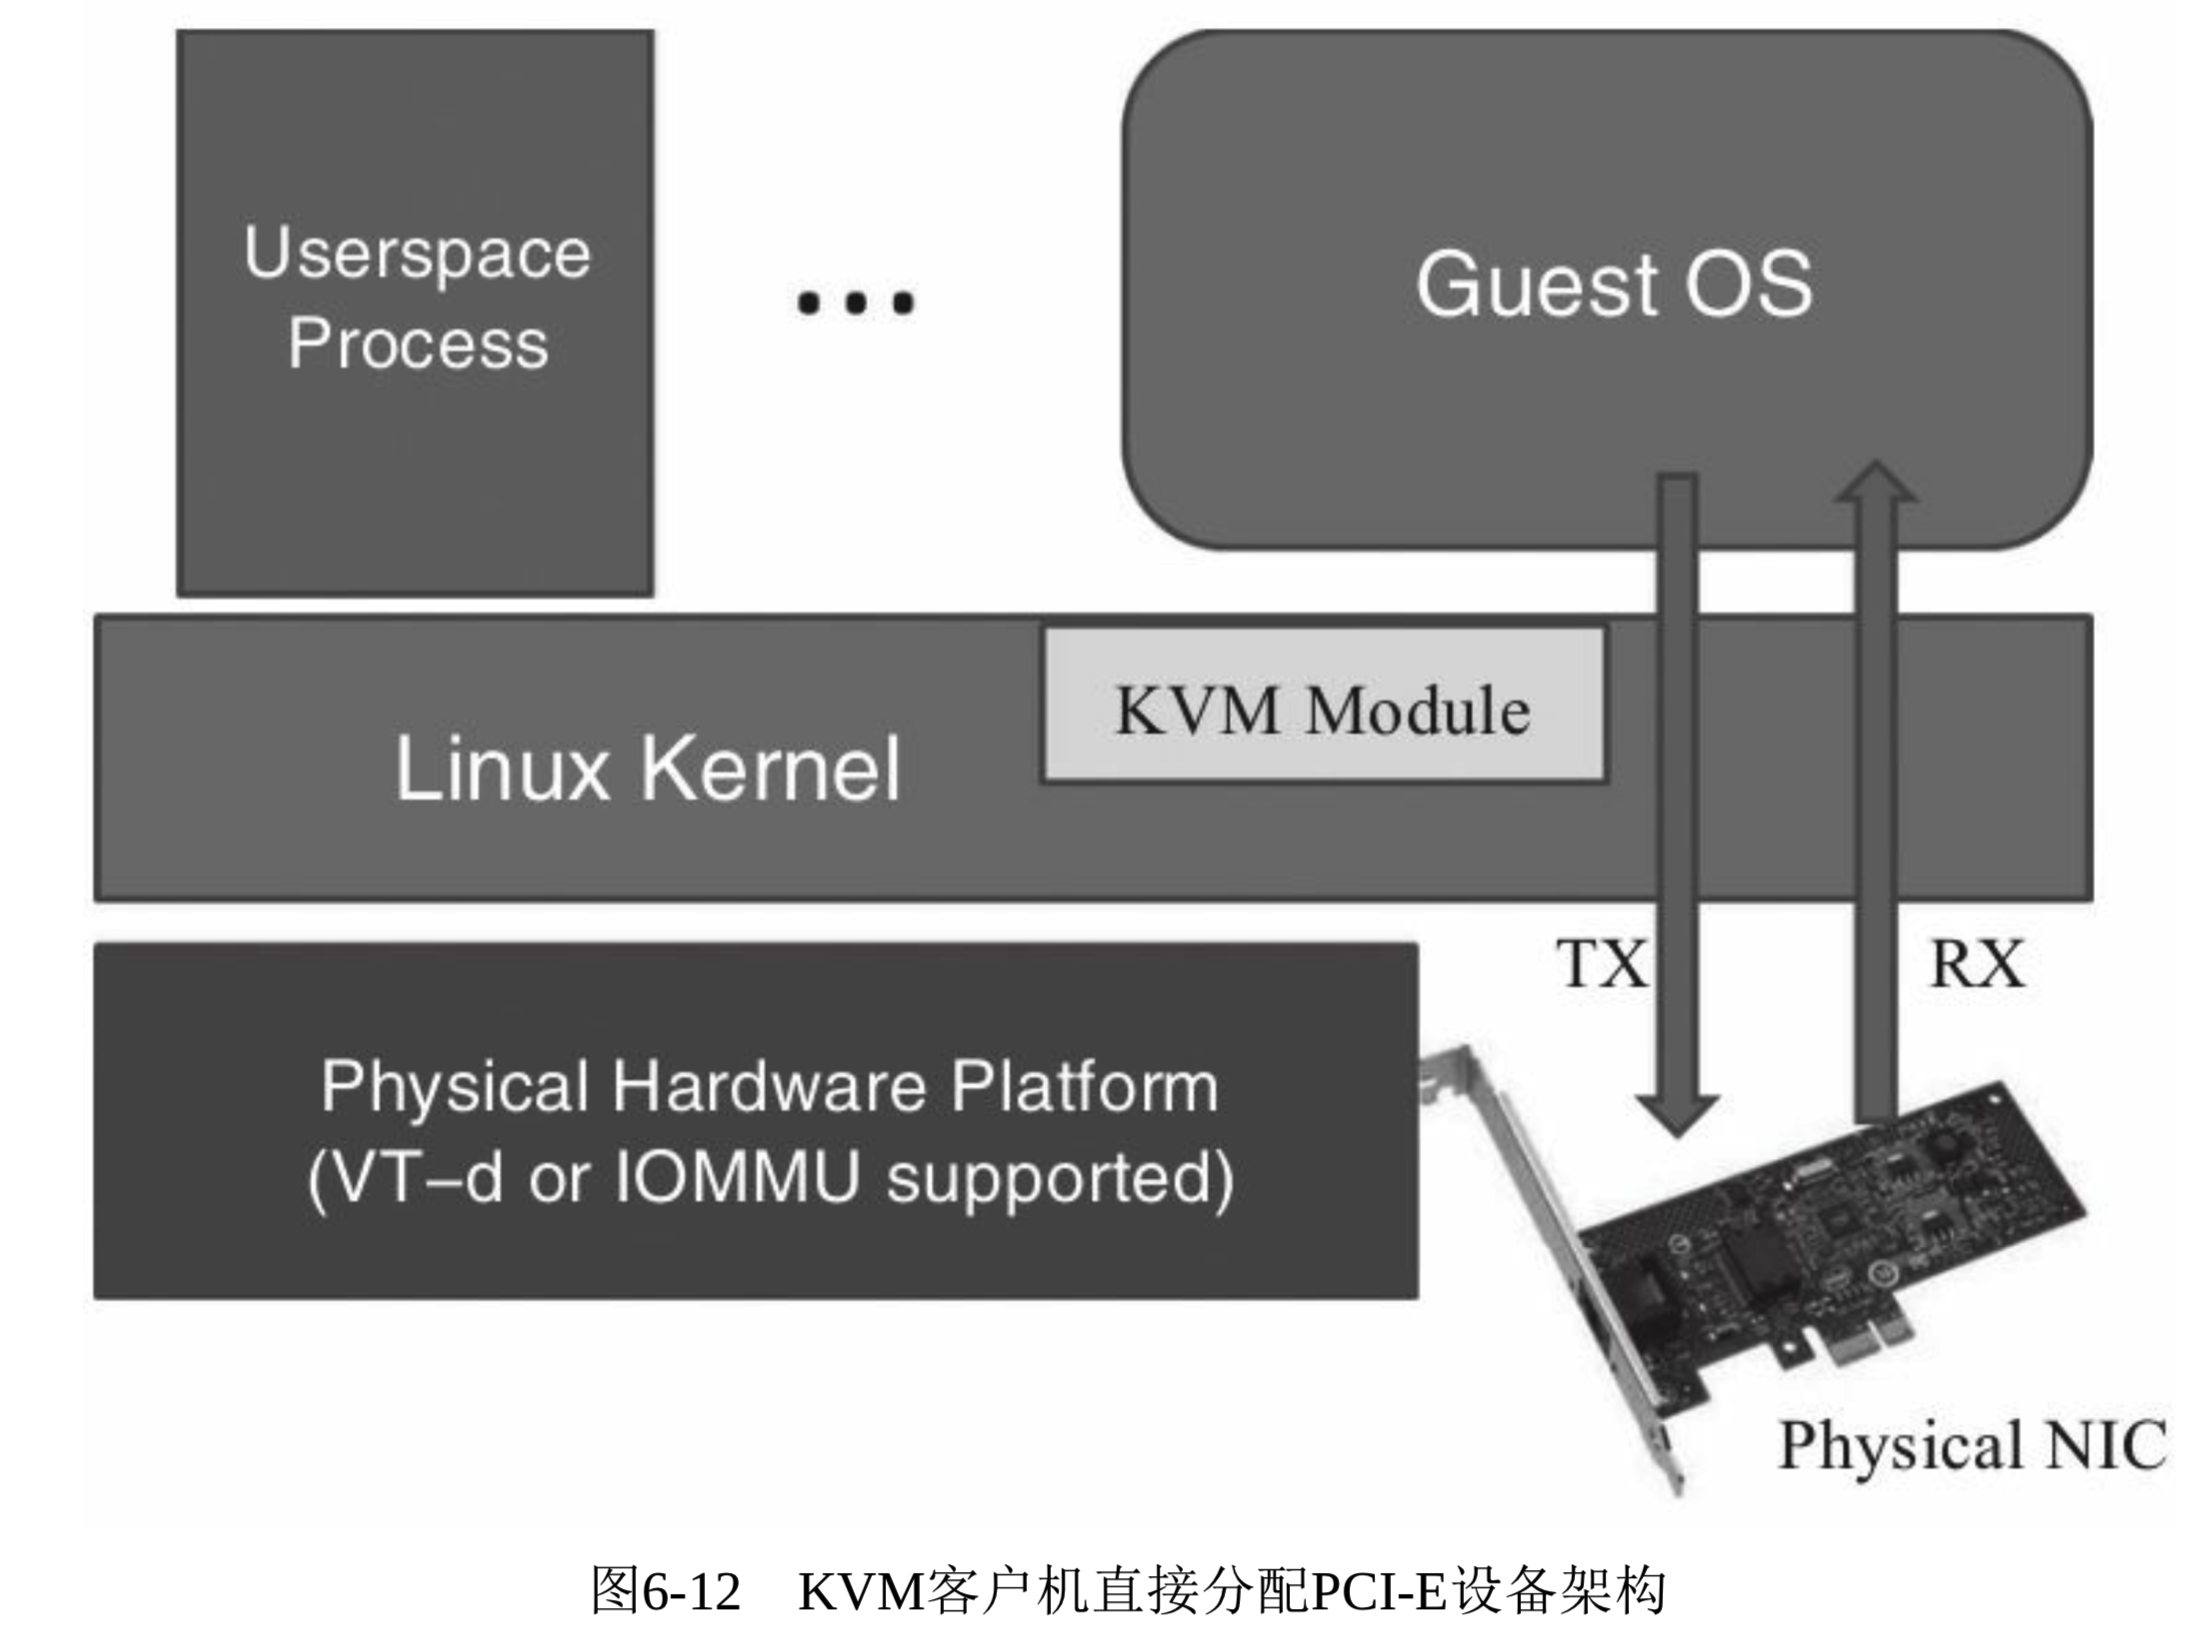 Userspace
Process
Guest OS
KVM Module
Linux Kernel
TX
RX
Physical Hardware Platform
(VT–d or IOMMU supported)
Physical NIC
图6-12 KVM客户机直接分配PCI-E设备架构